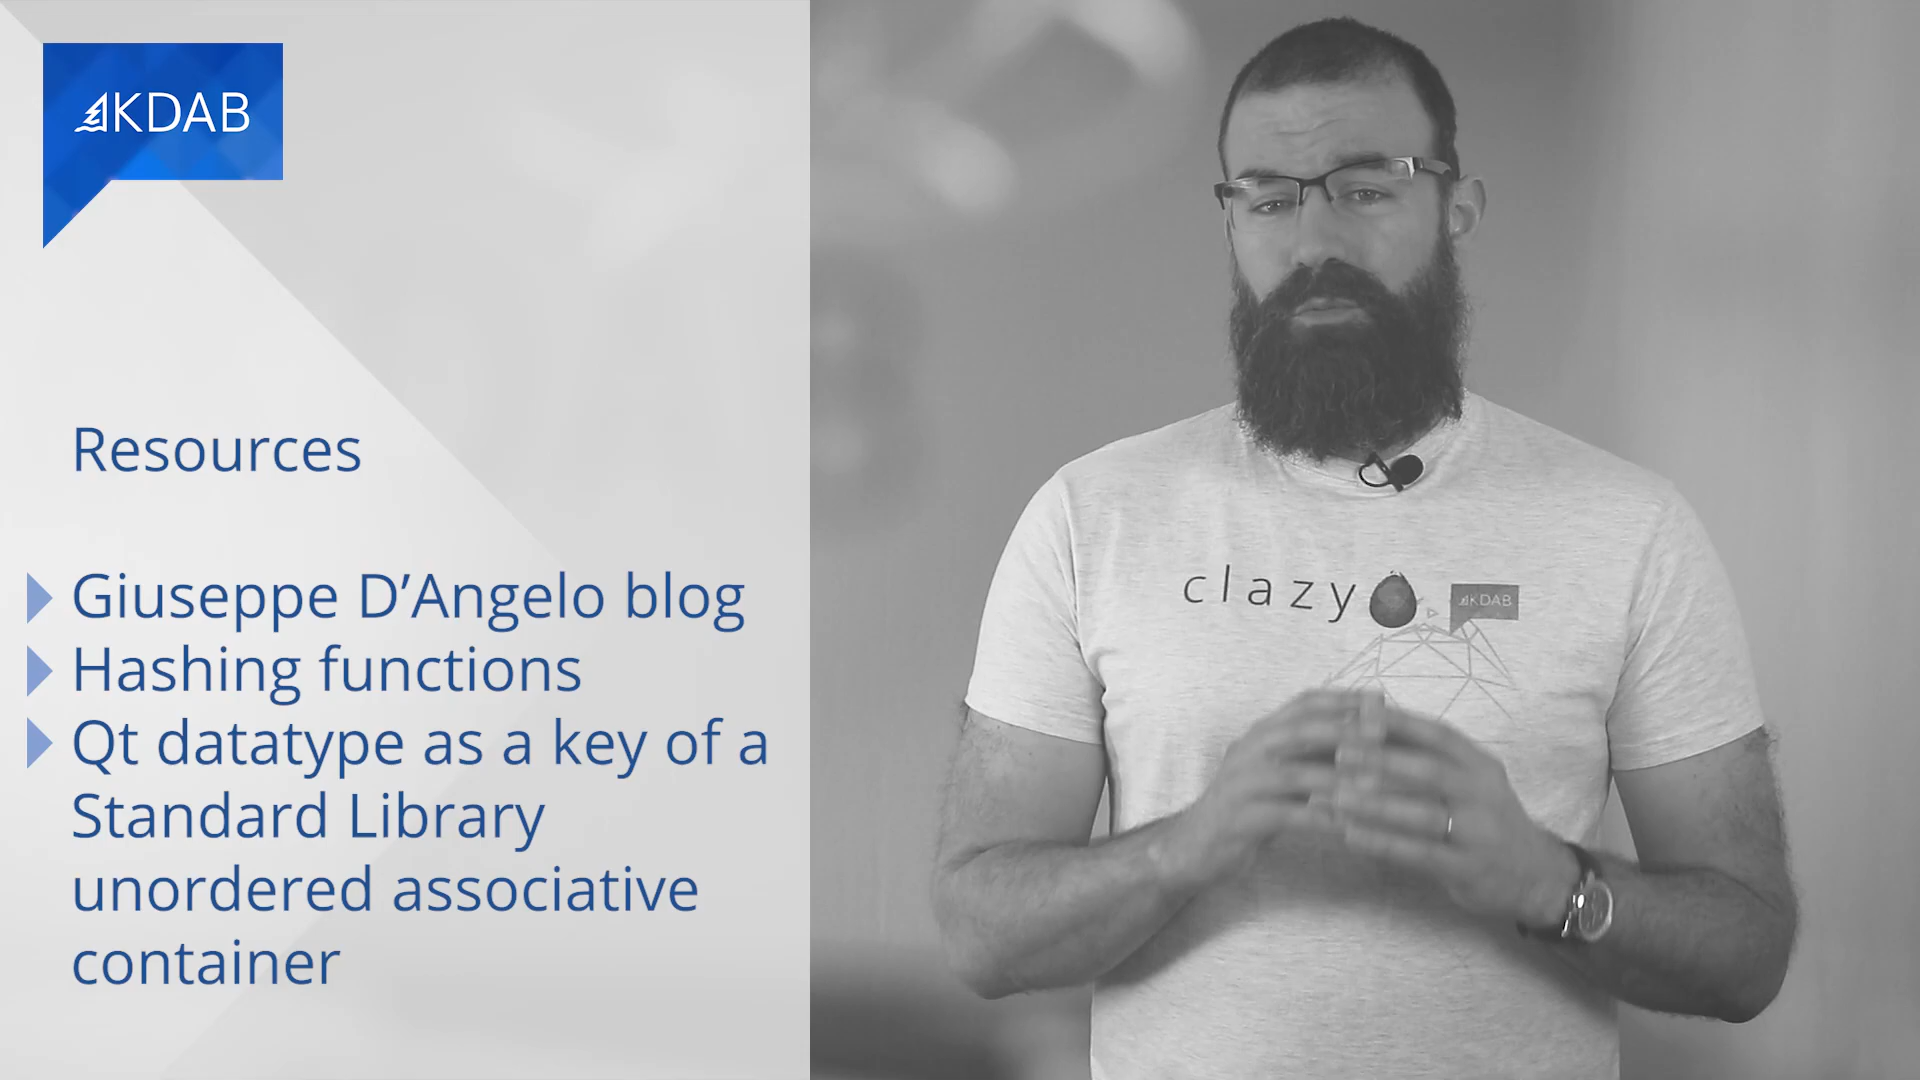 KDAB
Resources
Giuseppe D’Angelo blog
Hashing functions
Qt datatype as a key of a
Standard Library
unordered associative
container
clazy
KDAB